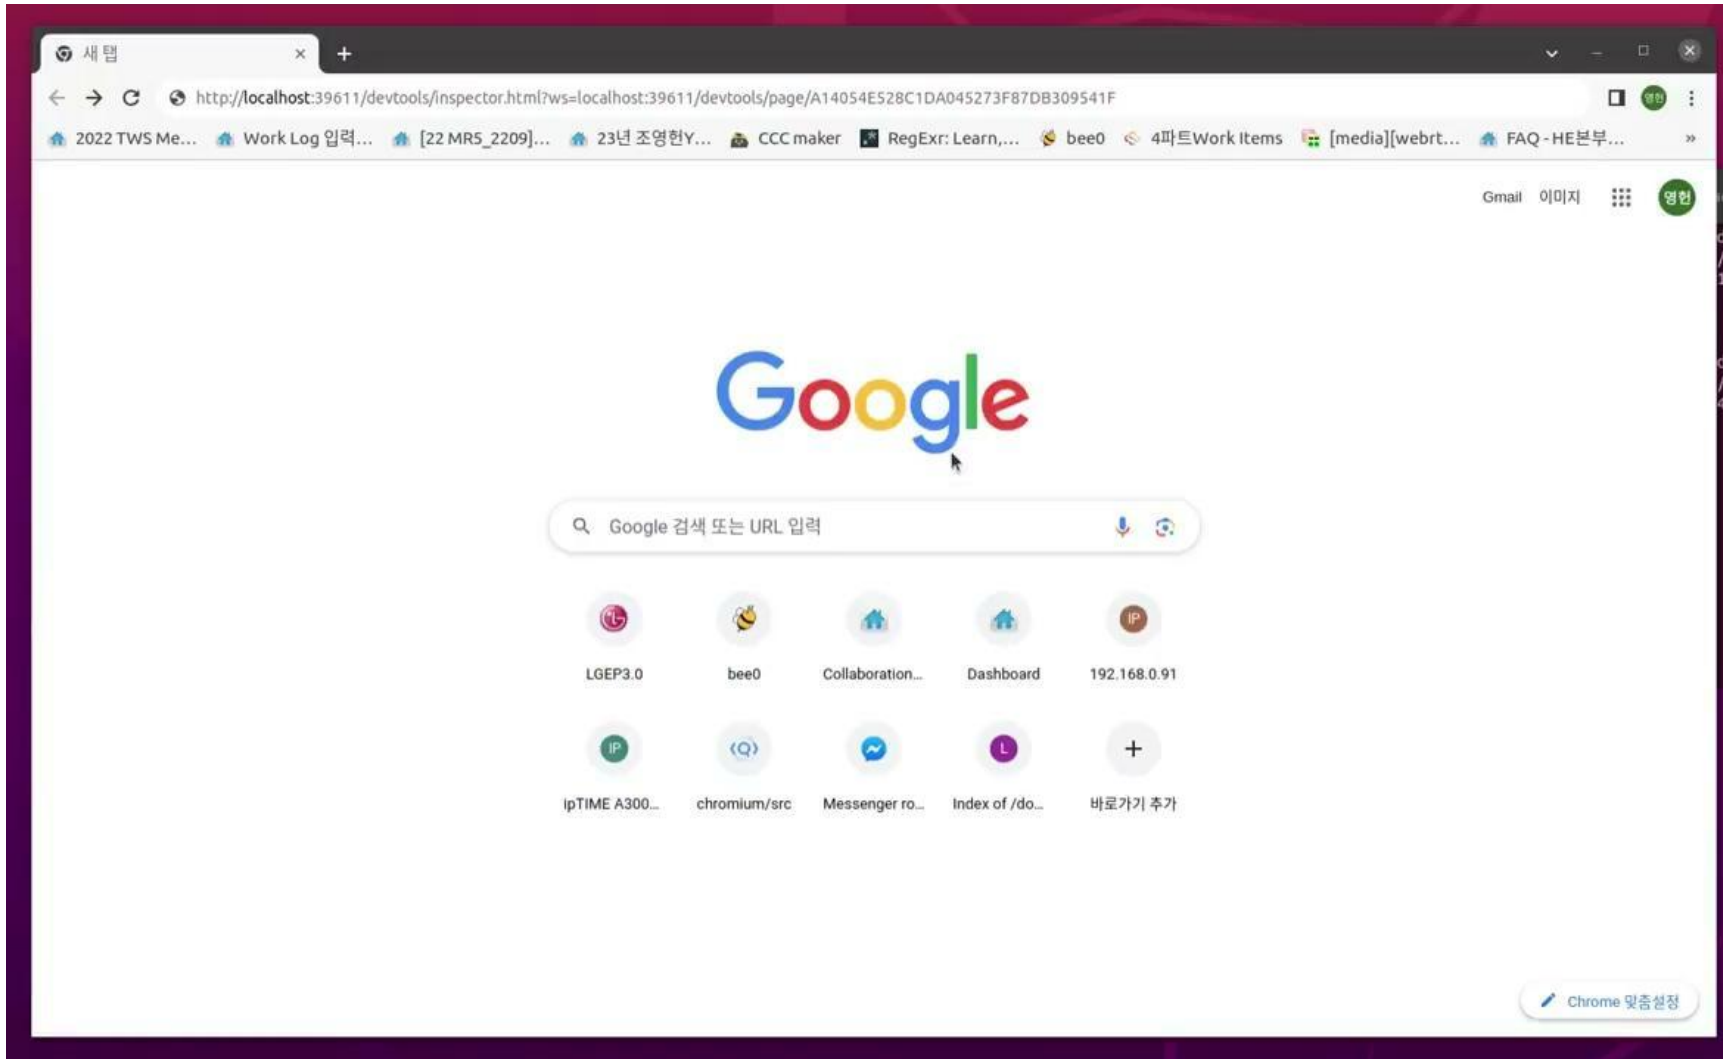 새 탭
http://localhost:39611/devtools/inspector.html?ws=localhost:39611/devtools/page/A14054E528C1DA045273F87DB309541F
영헌
2022 TWS Me... Work Log 입력... [22 MR5_2209]... 23년 조영헌Y... CCC maker RegExr: Learn,... bee0 4파트Work Items [media][webrt... FAQ - HE본부... »
Gmail 이미지 영헌
Google
Google 검색 또는 URL 입력
LGEP3.0 bee0 Collaboration... Dashboard 192.168.0.91
ipTIME A300... chromium/src Messenger ro... Index of /do... 바로가기 추가
Chrome 맞춤설정